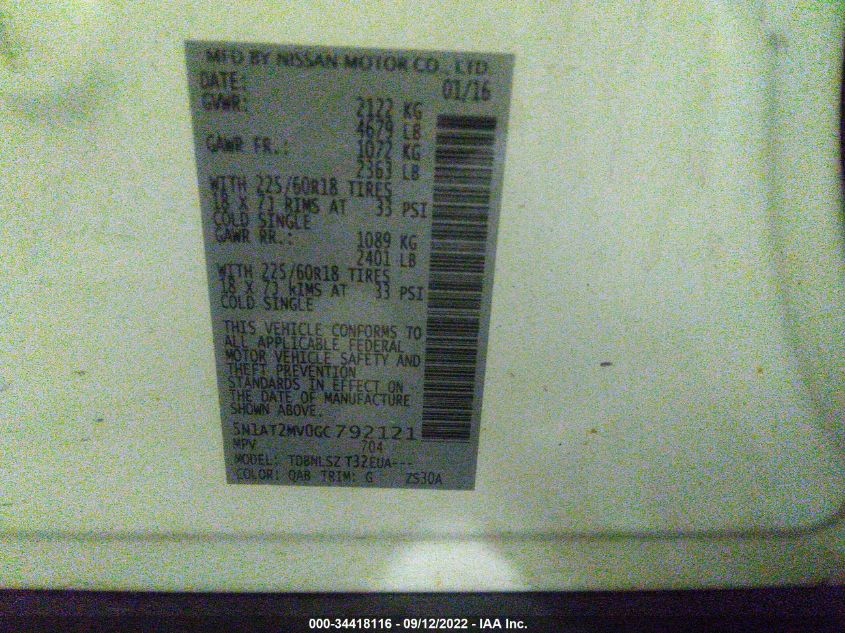 MFD BY NISSAN MOTOR CO., LTD.
DATE: 01/16
GVWR: 2122 KG
4679 LB
GAWR FR.: 1072 KG
2363 LB
WITH 225/60R18 TIRES
18 X 7J RIMS AT 33 PSI
COLD SINGLE
GAWR RR.: 1089 KG
2401 LB
WITH 225/60R18 TIRES
18 X 7J RIMS AT 33 PSI
COLD SINGLE
THIS VEHICLE CONFORMS TO
ALL APPLICABLE FEDERAL
MOTOR VEHICLE SAFETY AND
THEFT PREVENTION
STANDARDS IN EFFECT ON
THE DATE OF MANUFACTURE
SHOWN ABOVE.
5N1AT2MV0GC792121
MPV 704
MODEL: TDBNLSZ T32EUA---
COLOR: QAB TRIM: G ZS30A
000-34418116 - 09/12/2022 - IAA Inc.